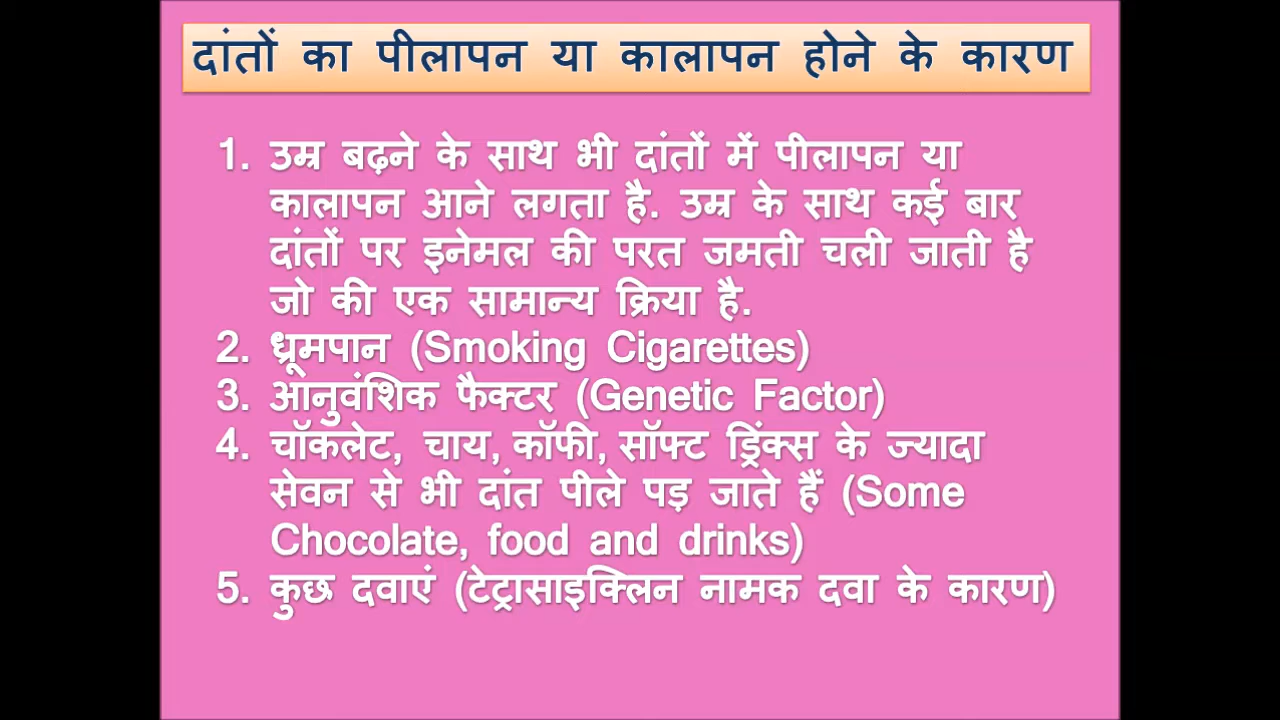 दांतों का पीलापन या कालापन होने के कारण
1. उम्र बढ़ने के साथ भी दांतों में पीलापन या
कालापन आने लगता है. उम्र के साथ कई बार
दांतों पर इनेमल की परत जमती चली जाती है
जो की एक सामान्य क्रिया है.
2. ध्रूमपान (Smoking Cigarettes)
3. आनुवंशिक फैक्टर (Genetic Factor)
4. चॉकलेट, चाय, कॉफी, सॉफ्ट ड्रिंक्स के ज्यादा
सेवन से भी दांत पीले पड़ जाते हैं (Some
Chocolate, food and drinks)
5. कुछ दवाएं (टेट्रासाइक्लिन नामक दवा के कारण)